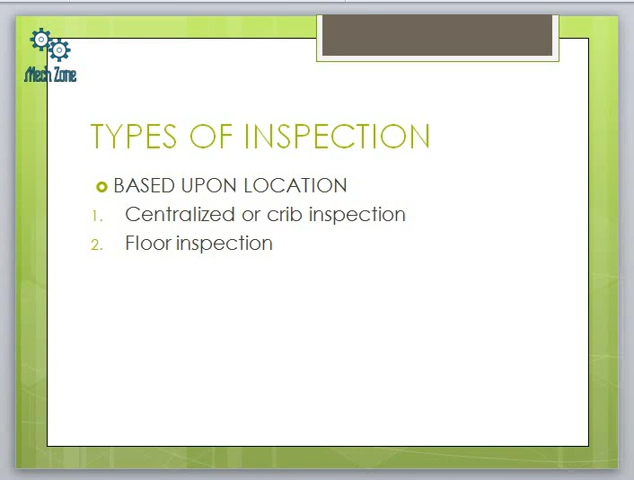 Mech Zone
TYPES OF INSPECTION
BASED UPON LOCATION
1. Centralized or crib inspection
2. Floor inspection